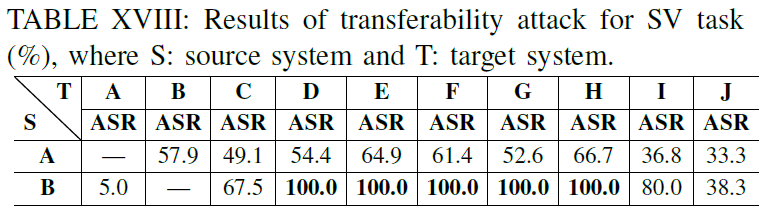 TABLE XVIII: Results of transferability attack for SV task
(%), where S: source system and T: target system.
T A B C D E F G H I J
S ASR ASR ASR ASR ASR ASR ASR ASR ASR ASR
A — 57.9 49.1 54.4 64.9 61.4 52.6 66.7 36.8 33.3
B 5.0 — 67.5 100.0 100.0 100.0 100.0 100.0 80.0 38.3